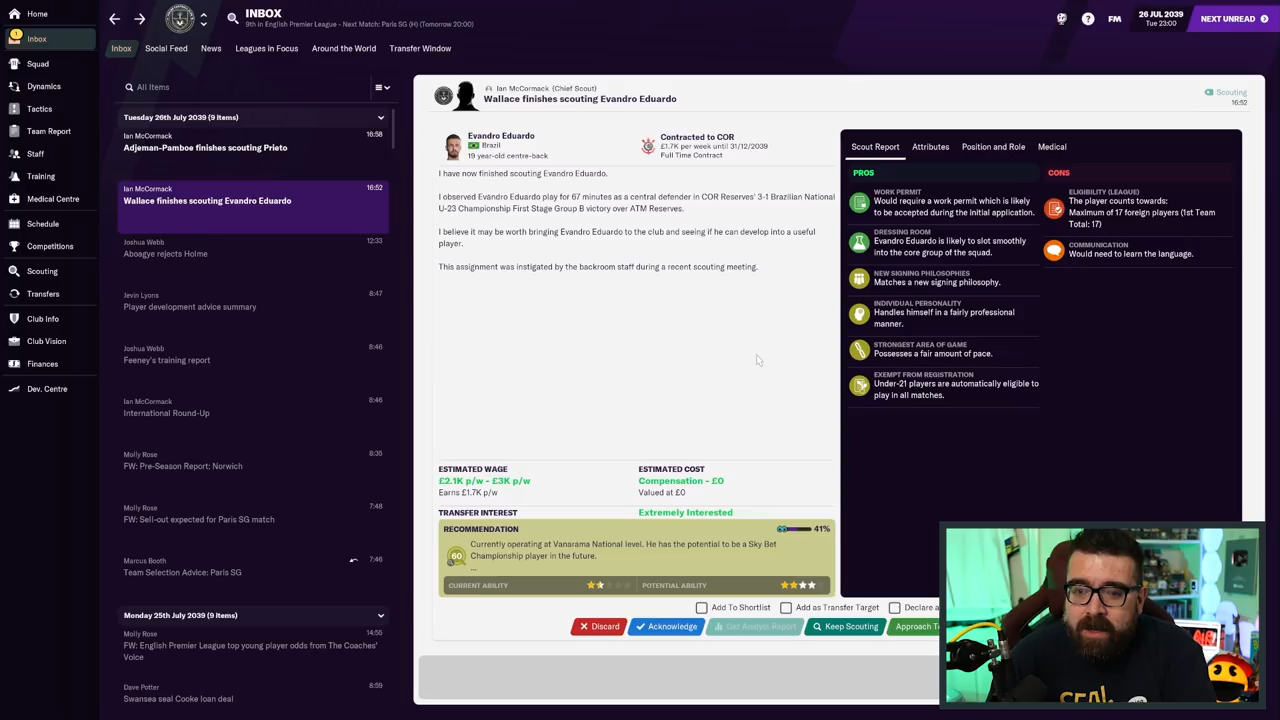 Home
Inbox
Squad
Dynamics
Tactics
Team Report
Staff
Training
Medical Centre
Schedule
Competitions
Scouting
Transfers
Club Info
Club Vision
Finances
Dev. Centre
INBOX
9th in English Premier League - Next Match: Paris SG (H) (Tomorrow 20:00)
FM
26 JUL 2039
Tue 23:00
NEXT UNREAD
Inbox
Social Feed
News
Leagues in Focus
Around the World
Transfer Window
All Items
Tuesday 26th July 2039 (9 items)
Ian McCormack 16:58
Adjeman-Pamboe finishes scouting Prieto
Ian McCormack 16:52
Wallace finishes scouting Evandro Eduardo
Joshua Webb 12:33
Aboagye rejects Holme
Jevin Lyons 8:47
Player development advice summary
Joshua Webb 8:46
Feeney's training report
Ian McCormack 8:46
International Round-Up
Molly Rose 8:35
FW: Pre-Season Report: Norwich
Molly Rose 7:48
FW: Sell-out expected for Paris SG match
Marcus Booth 7:46
Team Selection Advice: Paris SG
Monday 25th July 2039 (9 items)
Molly Rose 14:55
FW: English Premier League top young player odds from The Coaches'
Voice
Dave Potter 8:59
Swansea seal Cooke loan deal
Ian McCormack (Chief Scout)
Wallace finishes scouting Evandro Eduardo
Scouting
16:52
Evandro Eduardo
Brazil
19 year-old centre-back
Contracted to COR
£1.7K per week until 31/12/2039
Full Time Contract
I have now finished scouting Evandro Eduardo.
I observed Evandro Eduardo play for 67 minutes as a central defender in COR Reserves' 3-1 Brazilian National
U-23 Championship First Stage Group B victory over ATM Reserves.
I believe it may be worth bringing Evandro Eduardo to the club and seeing if he can develop into a useful
player.
This assignment was instigated by the backroom staff during a recent scouting meeting.
ESTIMATED WAGE
£2.1K p/w - £3K p/w
Earns £1.7K p/w
ESTIMATED COST
Compensation - £0
Valued at £0
TRANSFER INTEREST
Extremely Interested
RECOMMENDATION
41%
60
Currently operating at Vanarama National level. He has the potential to be a Sky Bet
Championship player in the future.
...
CURRENT ABILITY
POTENTIAL ABILITY
Scout Report
Attributes
Position and Role
Medical
PROS
WORK PERMIT
Would require a work permit which is likely
to be accepted during the initial application.
DRESSING ROOM
Evandro Eduardo is likely to slot smoothly
into the core group of the squad.
NEW SIGNING PHILOSOPHIES
Matches a new signing philosophy.
INDIVIDUAL PERSONALITY
Handles himself in a fairly professional
manner.
STRONGEST AREA OF GAME
Possesses a fair amount of pace.
EXEMPT FROM REGISTRATION
Under-21 players are automatically eligible to
play in all matches.
CONS
ELIGIBILITY (LEAGUE)
The player counts towards:
Maximum of 17 foreign players (1st Team
Total: 17)
COMMUNICATION
Would need to learn the language.
Add To Shortlist
Add as Transfer Target
Declare a
Discard
Acknowledge
Get Analyst Report
Keep Scouting
Approach T